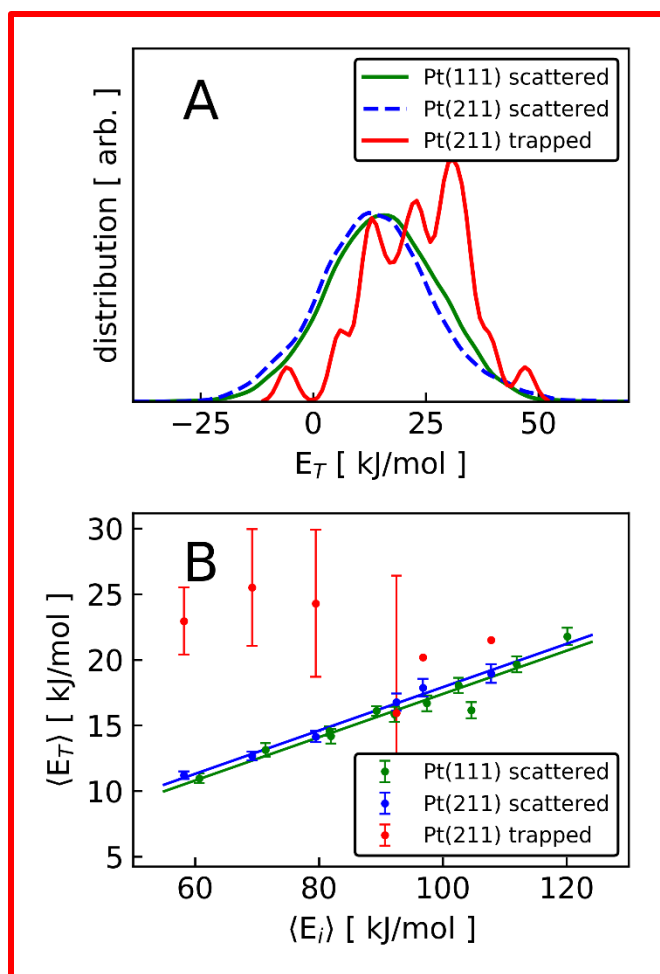 A
Pt(111) scattered
Pt(211) scattered
Pt(211) trapped
distribution [ arb. ]
−25 0 25 50
E_T [ kJ/mol ]
B
30
25
20
15
10
5
⟨E_T⟩ [ kJ/mol ]
Pt(111) scattered
Pt(211) scattered
Pt(211) trapped
60 80 100 120
⟨E_i⟩ [ kJ/mol ]